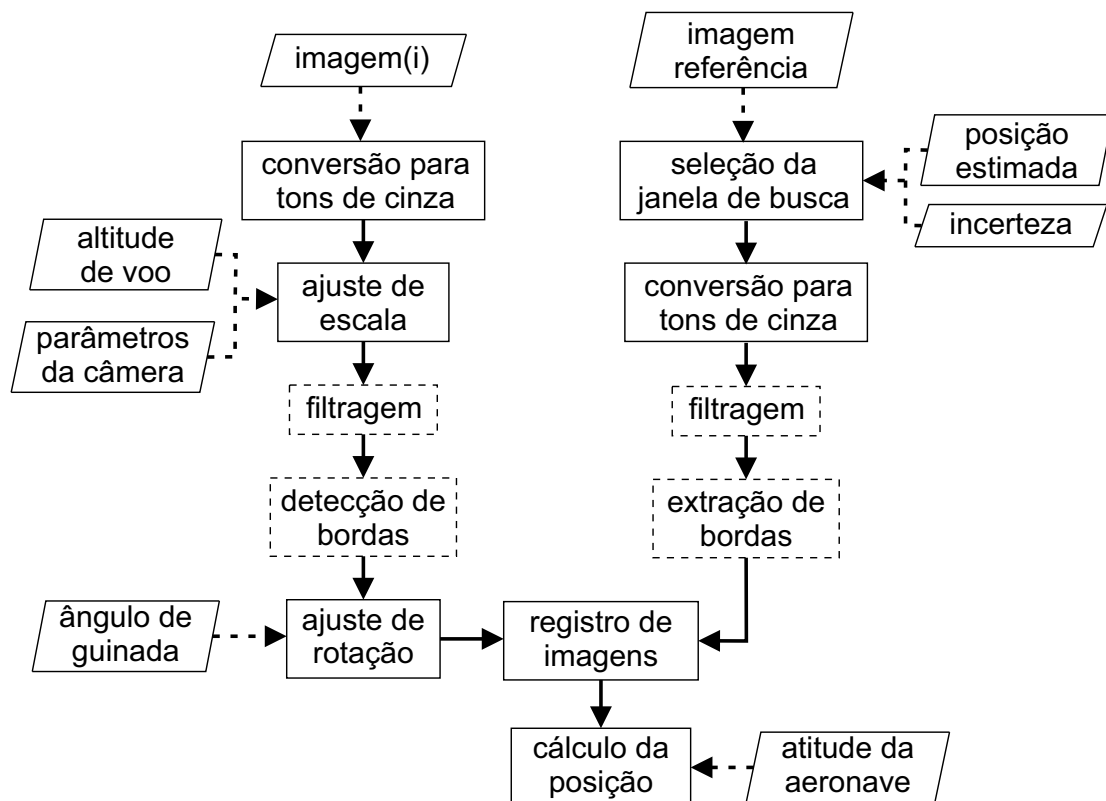 imagem(i)
imagem
referência
conversão para
tons de cinza
seleção da
janela de busca
posição
estimada
incerteza
altitude
de voo
ajuste de
escala
conversão para
tons de cinza
parâmetros
da câmera
filtragem
filtragem
detecção de
bordas
extração de
bordas
ângulo de
guinada
ajuste de
rotação
registro de
imagens
cálculo da
posição
atitude da
aeronave